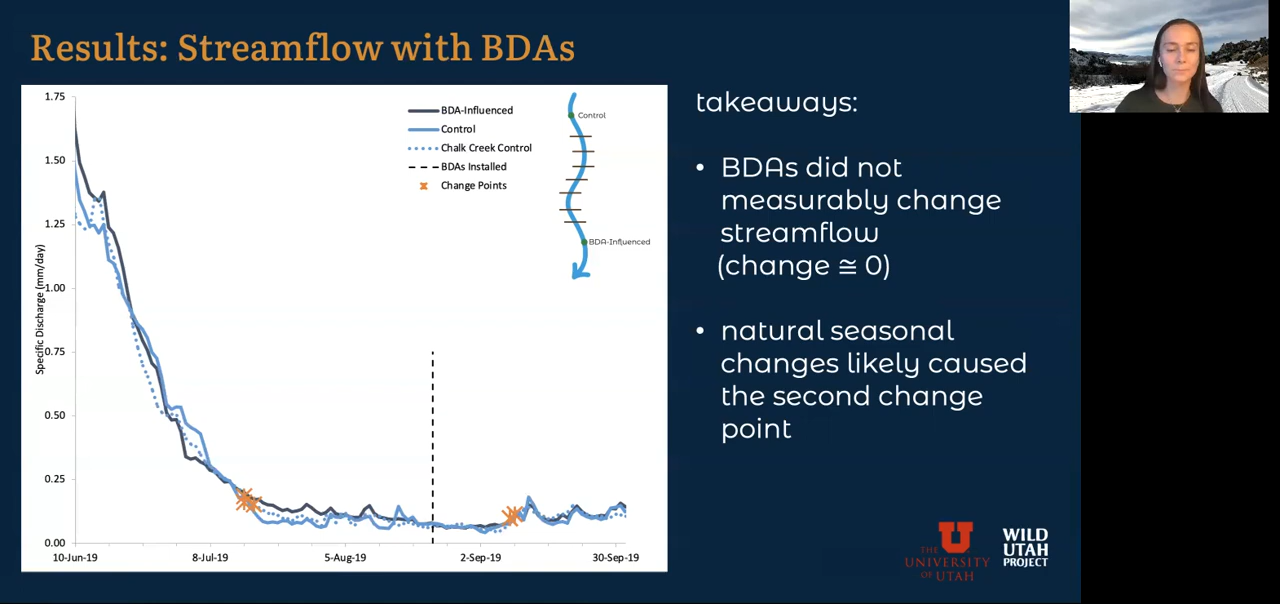 Results: Streamflow with BDAs
1.75
1.50
1.25
1.00
0.75
0.50
0.25
0.00
Specific Discharge (mm/day)
10-Jun-19
8-Jul-19
5-Aug-19
2-Sep-19
30-Sep-19
BDA-Influenced
Control
Chalk Creek Control
BDAs Installed
Change Points
Control
BDA-Influenced
takeaways:
• BDAs did not
measurably change
streamflow
(change ≅ 0)
• natural seasonal
changes likely caused
the second change
point
THE
UNIVERSITY
OF UTAH
WILD
UTAH
PROJECT